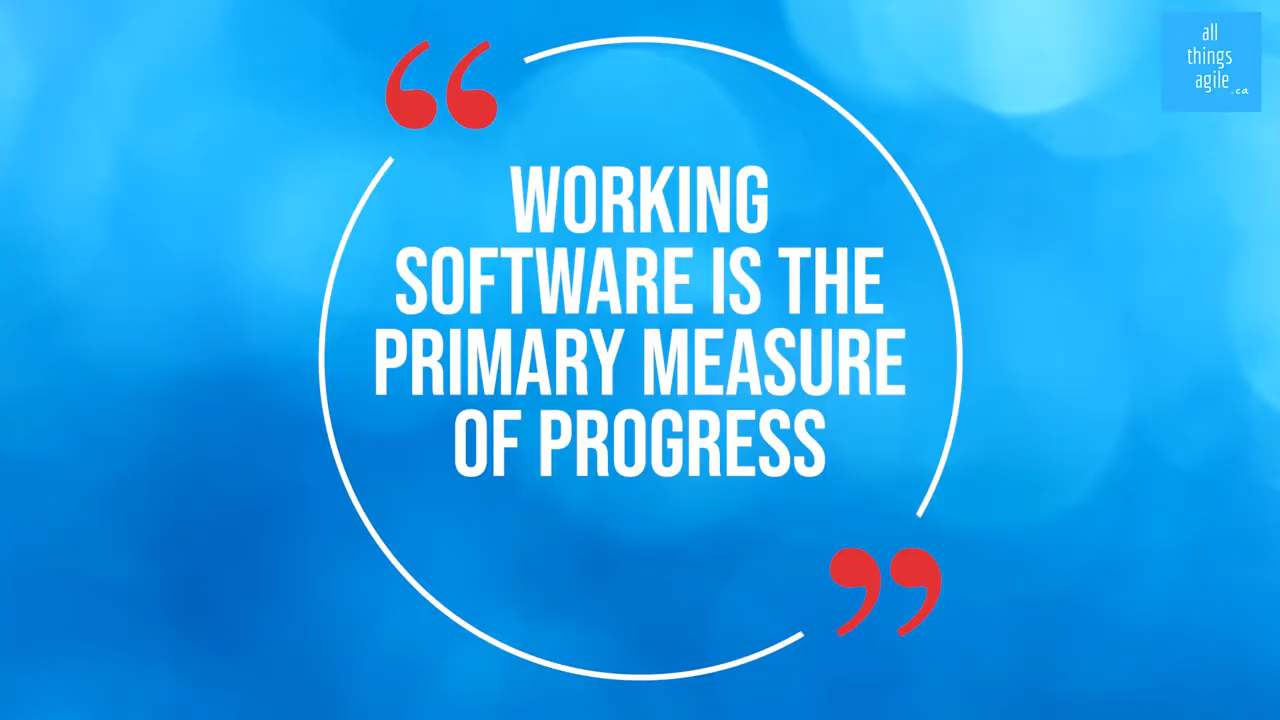 all
things
agile
.ca
“
WORKING
SOFTWARE IS THE
PRIMARY MEASURE
OF PROGRESS
”